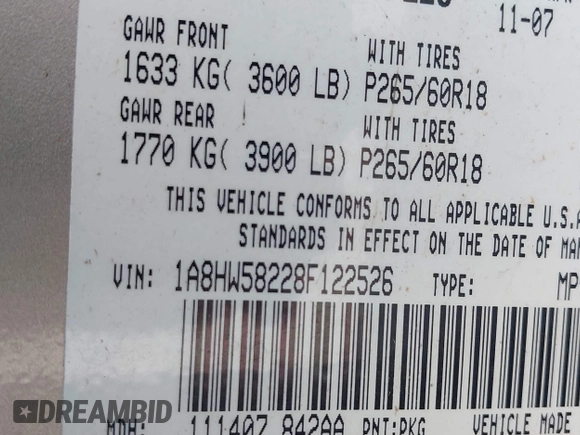 11-07
GAWR FRONT WITH TIRES
1633 KG( 3600 LB) P265/60R18
GAWR REAR WITH TIRES
1770 KG( 3900 LB) P265/60R18
THIS VEHICLE CONFORMS TO ALL APPLICABLE U.S.A
STANDARDS IN EFFECT ON THE DATE OF MAN
VIN: 1A8HW58228F122526 TYPE: MP
MDH: 111407 842AA PNT:PKG VEHICLE MADE
DREAMBID